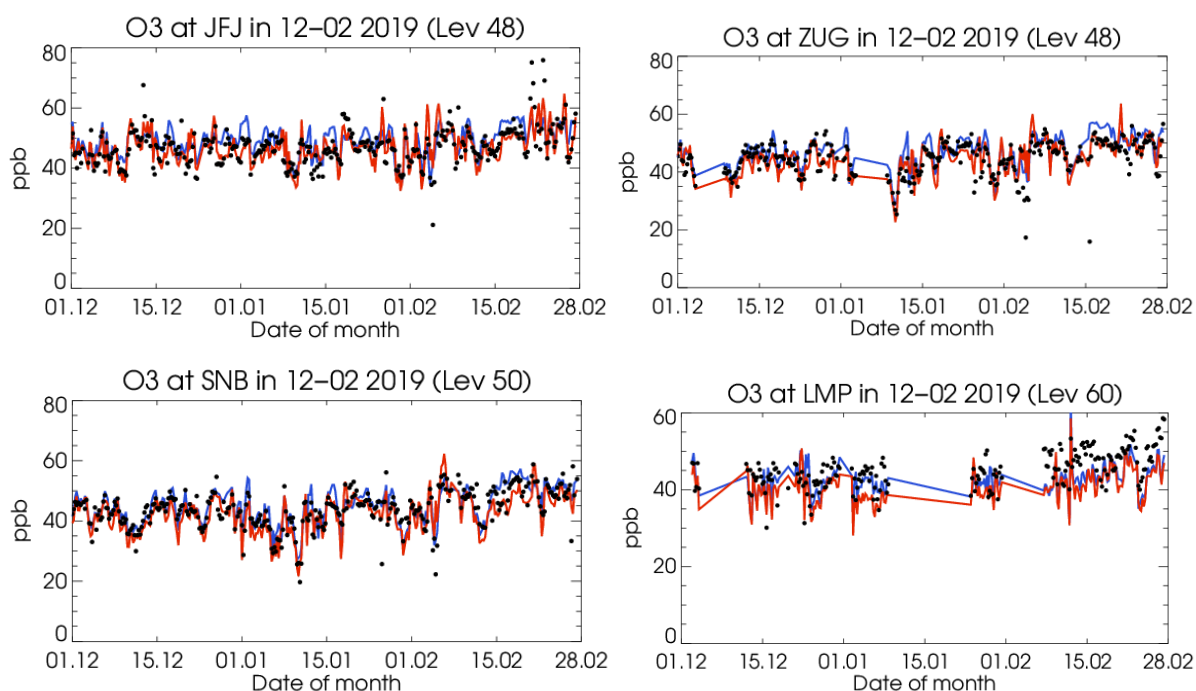 O3 at JFJ in 12–02 2019 (Lev 48)
80
60
40
20
0
ppb
01.12 15.12 01.01 15.01 01.02 15.02 28.02
Date of month
O3 at ZUG in 12–02 2019 (Lev 48)
80
60
40
20
0
ppb
01.12 15.12 01.01 15.01 01.02 15.02 28.02
Date of month
O3 at SNB in 12–02 2019 (Lev 50)
80
60
40
20
0
ppb
01.12 15.12 01.01 15.01 01.02 15.02 28.02
Date of month
O3 at LMP in 12–02 2019 (Lev 60)
60
40
20
0
ppb
01.12 15.12 01.01 15.01 01.02 15.02 28.02
Date of month